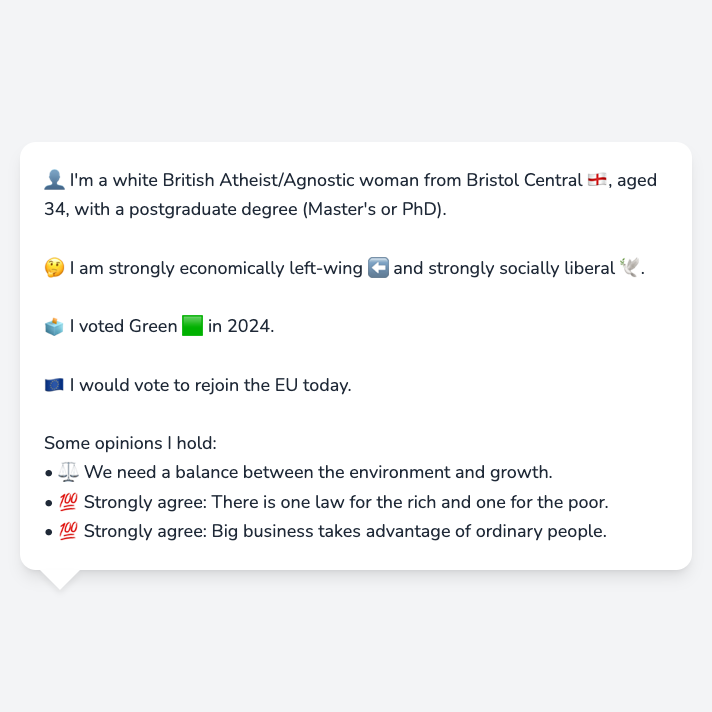 👤 I'm a white British Atheist/Agnostic woman from Bristol Central 🏴󠁧󠁢󠁥󠁮󠁧󠁿, aged
34, with a postgraduate degree (Master's or PhD).
🤔 I am strongly economically left-wing ⬅️ and strongly socially liberal 🕊️.
🗳️ I voted Green 🟩 in 2024.
🇪🇺 I would vote to rejoin the EU today.
Some opinions I hold:
• ⚖️ We need a balance between the environment and growth.
• 💯 Strongly agree: There is one law for the rich and one for the poor.
• 💯 Strongly agree: Big business takes advantage of ordinary people.